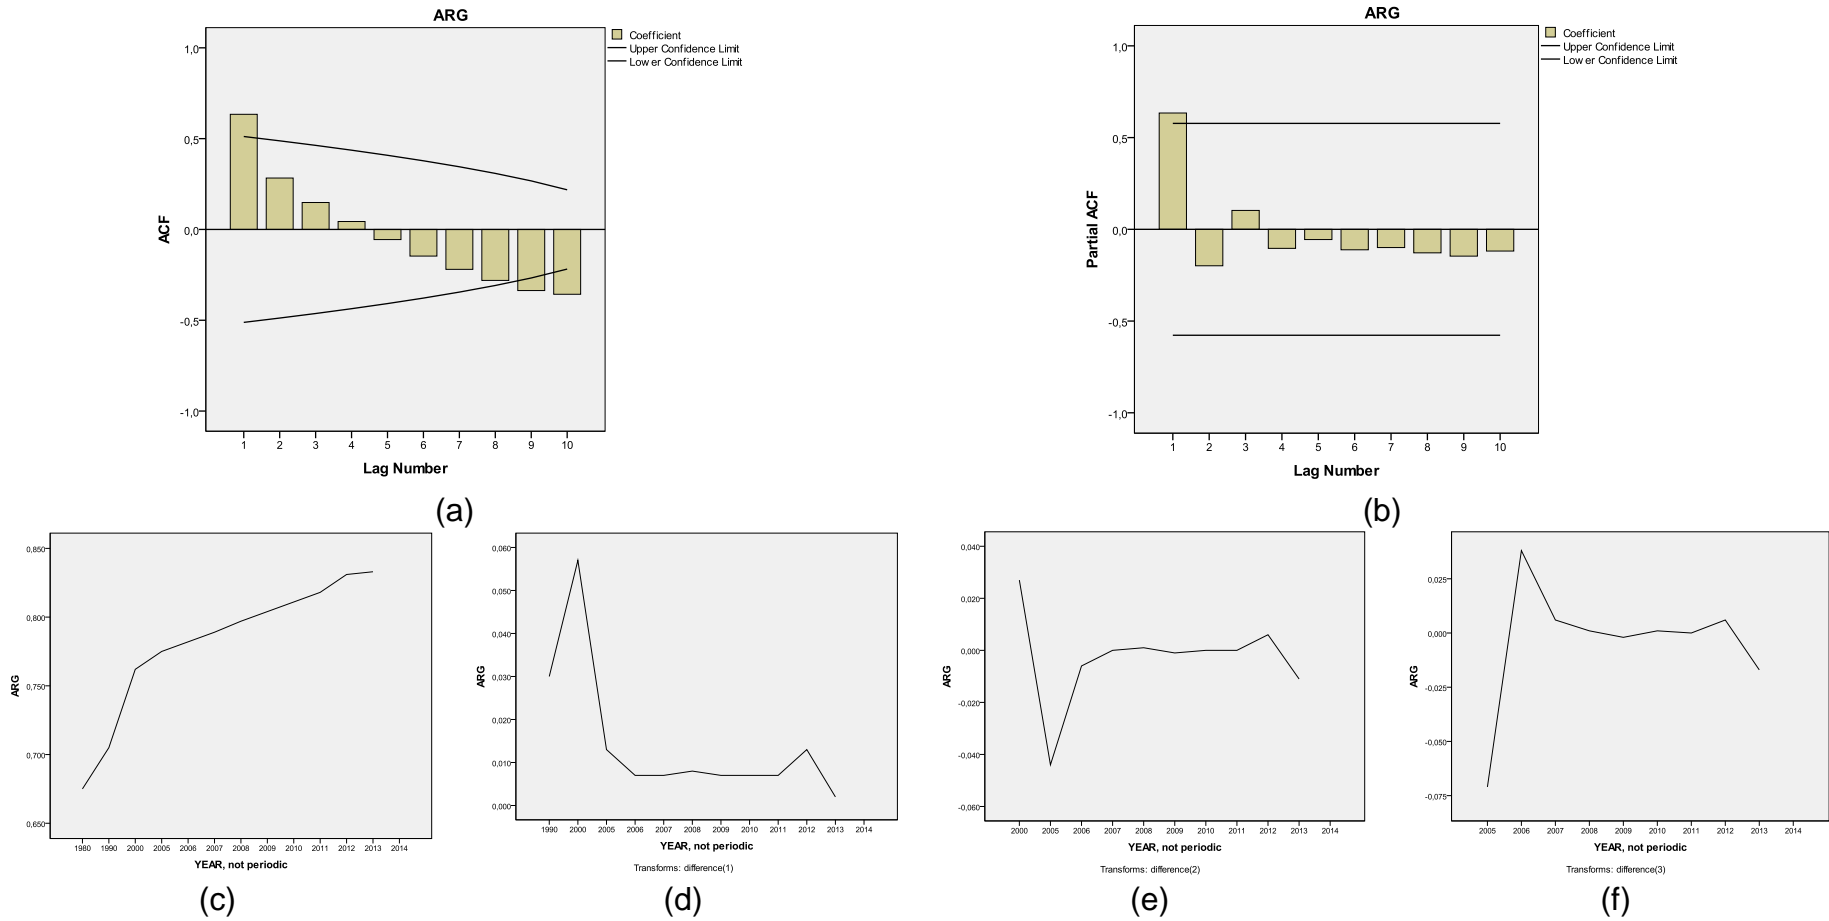 ARG
1,0
0,5
0,0
-0,5
-1,0
ACF
1 2 3 4 5 6 7 8 9 10
Lag Number
Coefficient
Upper Confidence Limit
Lower Confidence Limit
(a)
ARG
1,0
0,5
0,0
-0,5
-1,0
Partial ACF
1 2 3 4 5 6 7 8 9 10
Lag Number
Coefficient
Upper Confidence Limit
Lower Confidence Limit
(b)
0,850
0,800
0,750
0,700
0,650
ARG
1980 1990 2000 2005 2006 2007 2008 2009 2010 2011 2012 2013 2014
YEAR, not periodic
(c)
0,060
0,050
0,040
0,030
0,020
0,010
0,000
ARG
1990 2000 2005 2006 2007 2008 2009 2010 2011 2012 2013 2014
YEAR, not periodic
Transforms: difference(1)
(d)
0,040
0,020
0,000
-0,020
-0,040
-0,060
ARG
2000 2005 2006 2007 2008 2009 2010 2011 2012 2013 2014
YEAR, not periodic
Transforms: difference(2)
(e)
0,025
0,000
-0,025
-0,050
-0,075
ARG
2005 2006 2007 2008 2009 2010 2011 2012 2013 2014
YEAR, not periodic
Transforms: difference(3)
(f)